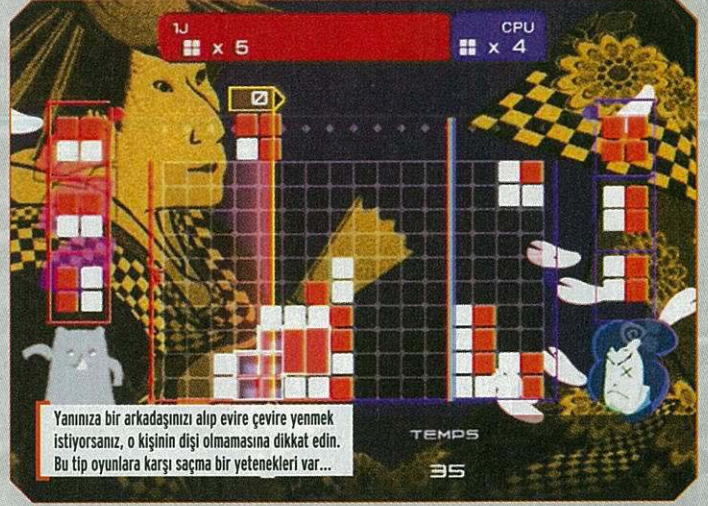 1J
x 5
CPU
x 4
0
Yanınıza bir arkadaşınızı alıp evire çevire yenmek
istiyorsanız, o kişinin dişi olmamasına dikkat edin.
Bu tip oyunlara karşı saçma bir yetenekleri var...
TEMPS
35